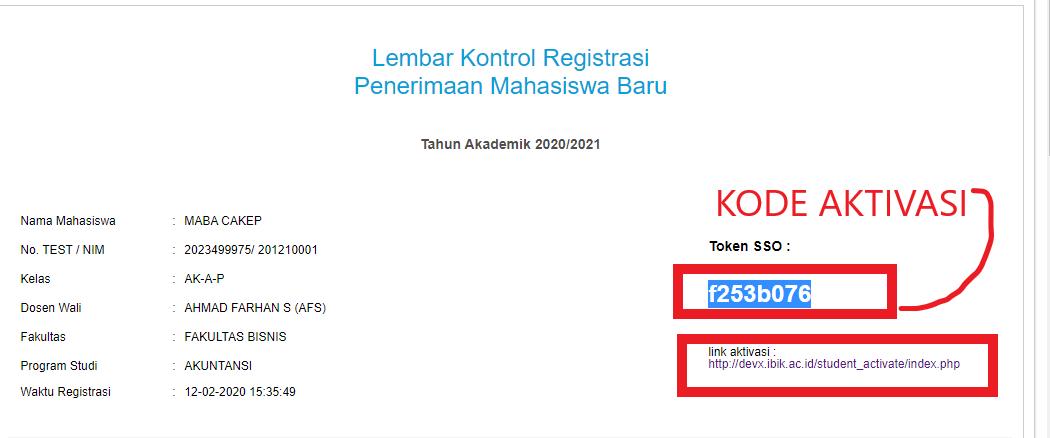 Lembar Kontrol Registrasi
Penerimaan Mahasiswa Baru
Tahun Akademik 2020/2021
Nama Mahasiswa : MABA CAKEP
No. TEST / NIM : 2023499975/ 201210001
Kelas : AK-A-P
Dosen Wali : AHMAD FARHAN S (AFS)
Fakultas : FAKULTAS BISNIS
Program Studi : AKUNTANSI
Waktu Registrasi : 12-02-2020 15:35:49
KODE AKTIVASI
Token SSO :
f253b076
link aktivasi :
http://devx.ibik.ac.id/student_activate/index.php